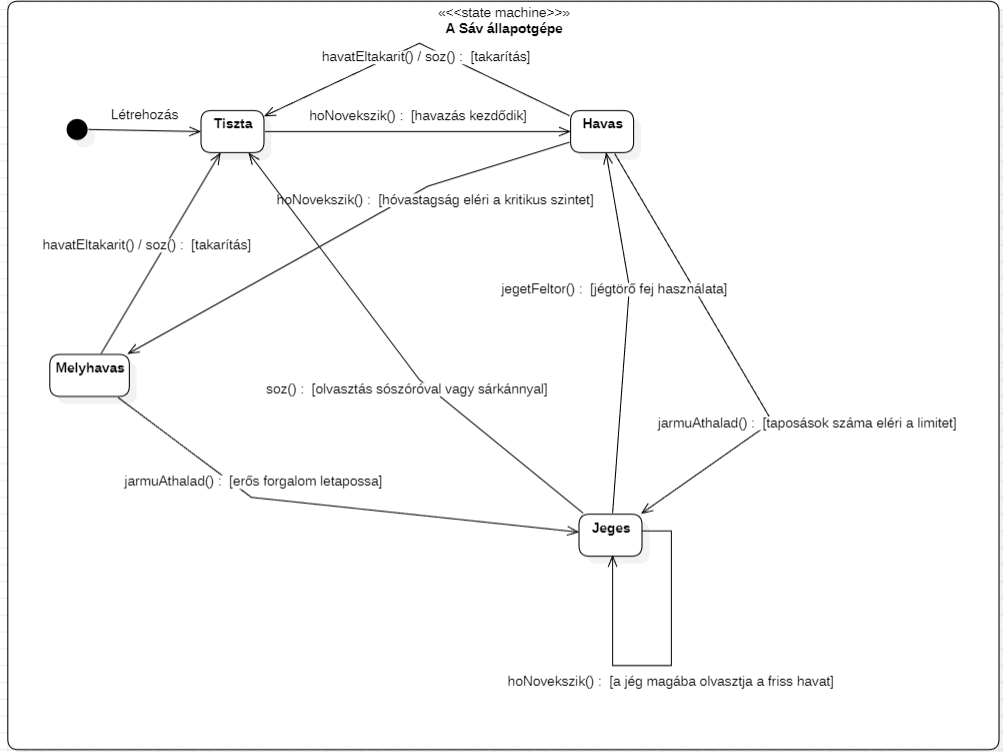 «<<state machine>>»
A Sáv állapotgépe
havatEltakarit() / soz() : [takarítás]
Létrehozás
Tiszta
hoNovekszik() : [havazás kezdődik]
Havas
hoNovekszik() : [hóvastagság eléri a kritikus szintet]
havatEltakarit() / soz() : [takarítás]
jegetFeltor() : [jégtörő fej használata]
Melyhavas
soz() : [olvasztás sószóróval vagy sárkánnyal]
jarmuAthalad() : [taposások száma eléri a limitet]
jarmuAthalad() : [erős forgalom letapossa]
Jeges
hoNovekszik() : [a jég magába olvasztja a friss havat]